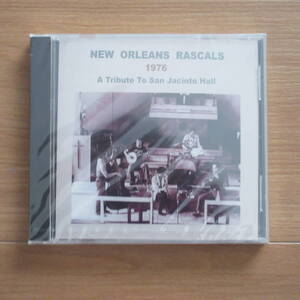 NEW ORLEANS RASCALS
1976
A Tribute To San Jacinto Hall